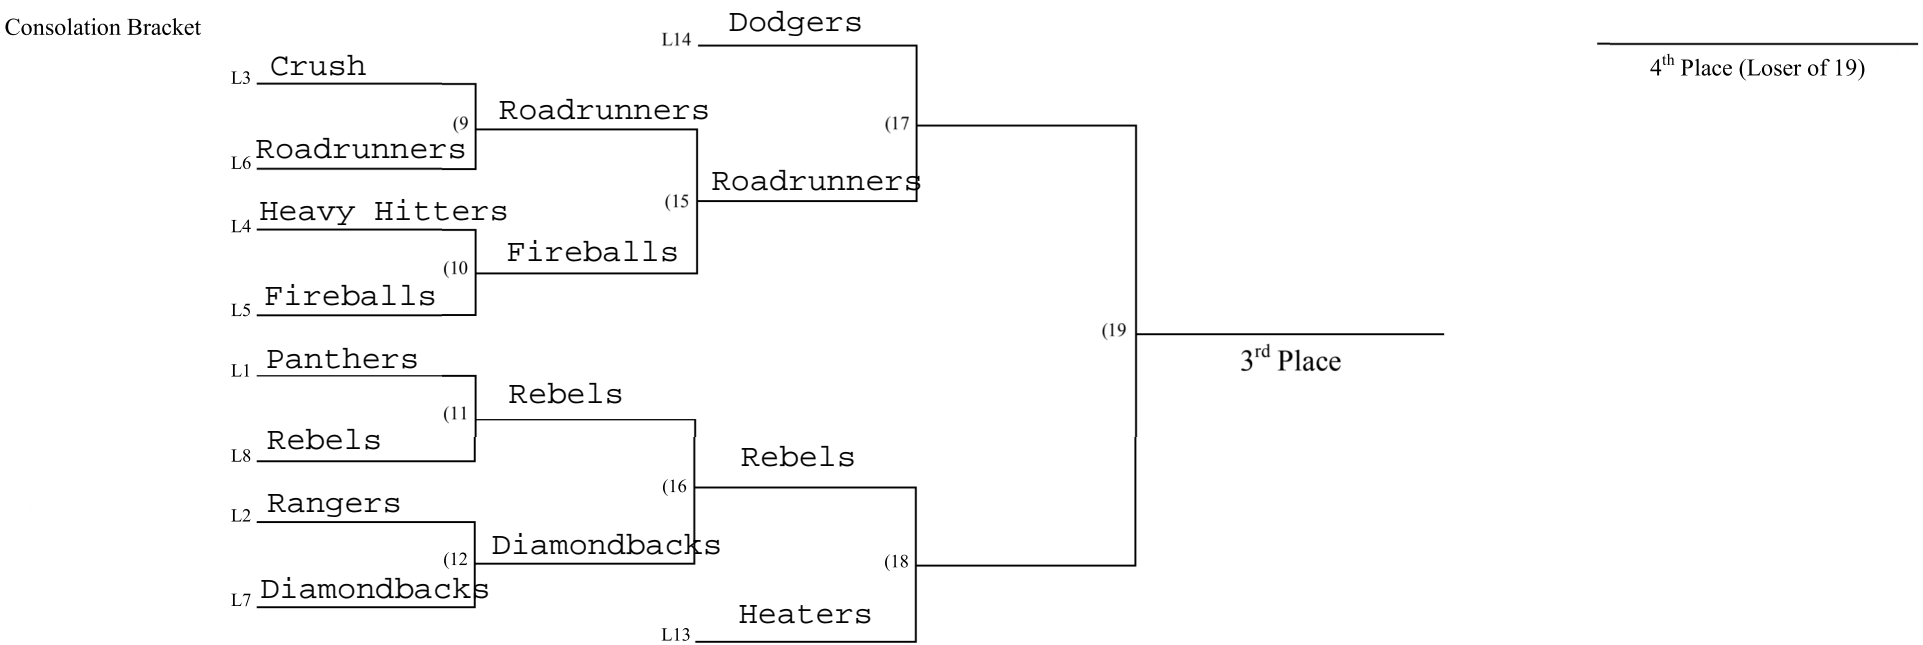 Consolation Bracket
Dodgers
L14
4th Place (Loser of 19)
L3 Crush
(9 Roadrunners
L6 Roadrunners
(17
L4 Heavy Hitters
(15 Roadrunners
(10 Fireballs
L5 Fireballs
(19
3rd Place
L1 Panthers
(11 Rebels
L8 Rebels
(16 Rebels
L2 Rangers
(12 Diamondbacks
(18
L7 Diamondbacks
Heaters
L13